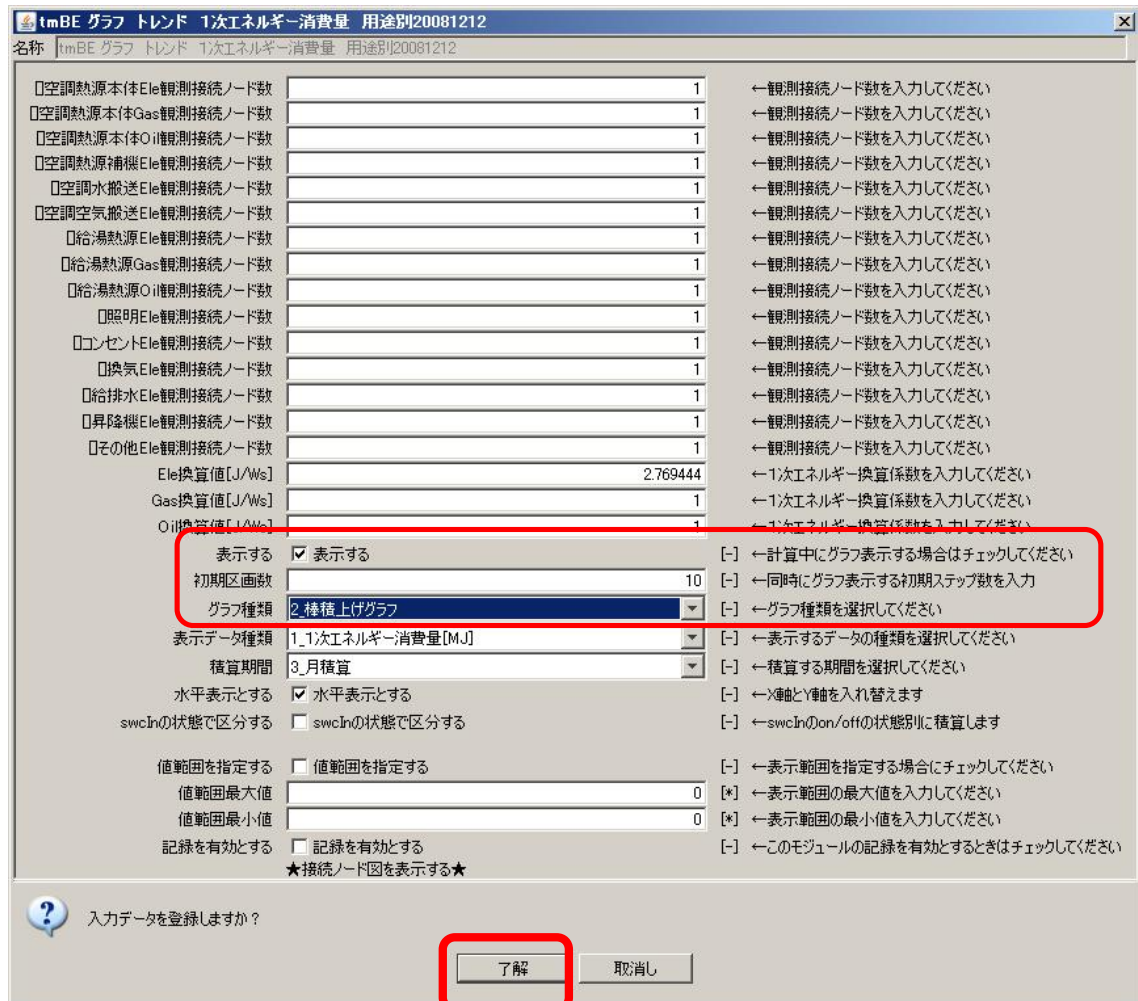 tmBE グラフ トレンド 1次エネルギー消費量 用途別20081212
名称 tmBE グラフ トレンド 1次エネルギー消費量 用途別20081212
□空調熱源本体Ele観測接続ノード数 1 ←観測接続ノード数を入力してください
□空調熱源本体Gas観測接続ノード数 1 ←観測接続ノード数を入力してください
□空調熱源本体Oil観測接続ノード数 1 ←観測接続ノード数を入力してください
□空調熱源補機Ele観測接続ノード数 1 ←観測接続ノード数を入力してください
□空調水搬送Ele観測接続ノード数 1 ←観測接続ノード数を入力してください
□空調空気搬送Ele観測接続ノード数 1 ←観測接続ノード数を入力してください
□給湯熱源Ele観測接続ノード数 1 ←観測接続ノード数を入力してください
□給湯熱源Gas観測接続ノード数 1 ←観測接続ノード数を入力してください
□給湯熱源Oil観測接続ノード数 1 ←観測接続ノード数を入力してください
□照明Ele観測接続ノード数 1 ←観測接続ノード数を入力してください
□コンセントEle観測接続ノード数 1 ←観測接続ノード数を入力してください
□換気Ele観測接続ノード数 1 ←観測接続ノード数を入力してください
□給排水Ele観測接続ノード数 1 ←観測接続ノード数を入力してください
□昇降機Ele観測接続ノード数 1 ←観測接続ノード数を入力してください
□その他Ele観測接続ノード数 1 ←観測接続ノード数を入力してください
Ele換算値[J/Ws] 2.769444 ←1次エネルギー換算係数を入力してください
Gas換算値[J/Ws] 1 ←1次エネルギー換算係数を入力してください
Oil換算値[J/Ws] 1 ←1次エネルギー換算係数を入力してください
表示する 表示する [-] ←計算中にグラフ表示する場合はチェックしてください
初期区画数 10 [-] ←同時にグラフ表示する初期ステップ数を入力
グラフ種類 2_棒積上げグラフ [-] ←グラフ種類を選択してください
表示データ種類 1_1次エネルギー消費量[MJ] [-] ←表示するデータの種類を選択してください
積算期間 3_月積算 [-] ←積算する期間を選択してください
水平表示とする 水平表示とする [-] ←X軸とY軸を入れ替えます
swcInの状態で区分する swcInの状態で区分する [-] ←swcInのon/offの状態別に積算します
値範囲を指定する 値範囲を指定する [-] ←表示範囲を指定する場合にチェックしてください
値範囲最大値 0 [*] ←表示範囲の最大値を入力してください
値範囲最小値 0 [*] ←表示範囲の最小値を入力してください
記録を有効とする 記録を有効とする [-] ←このモジュールの記録を有効とするときはチェックしてください
★接続ノード図を表示する★
入力データを登録しますか?
了解 取消し